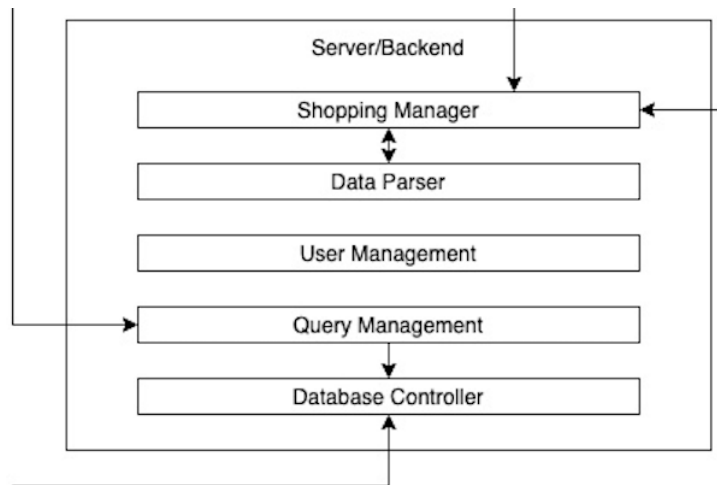 Server/Backend
Shopping Manager
Data Parser
User Management
Query Management
Database Controller